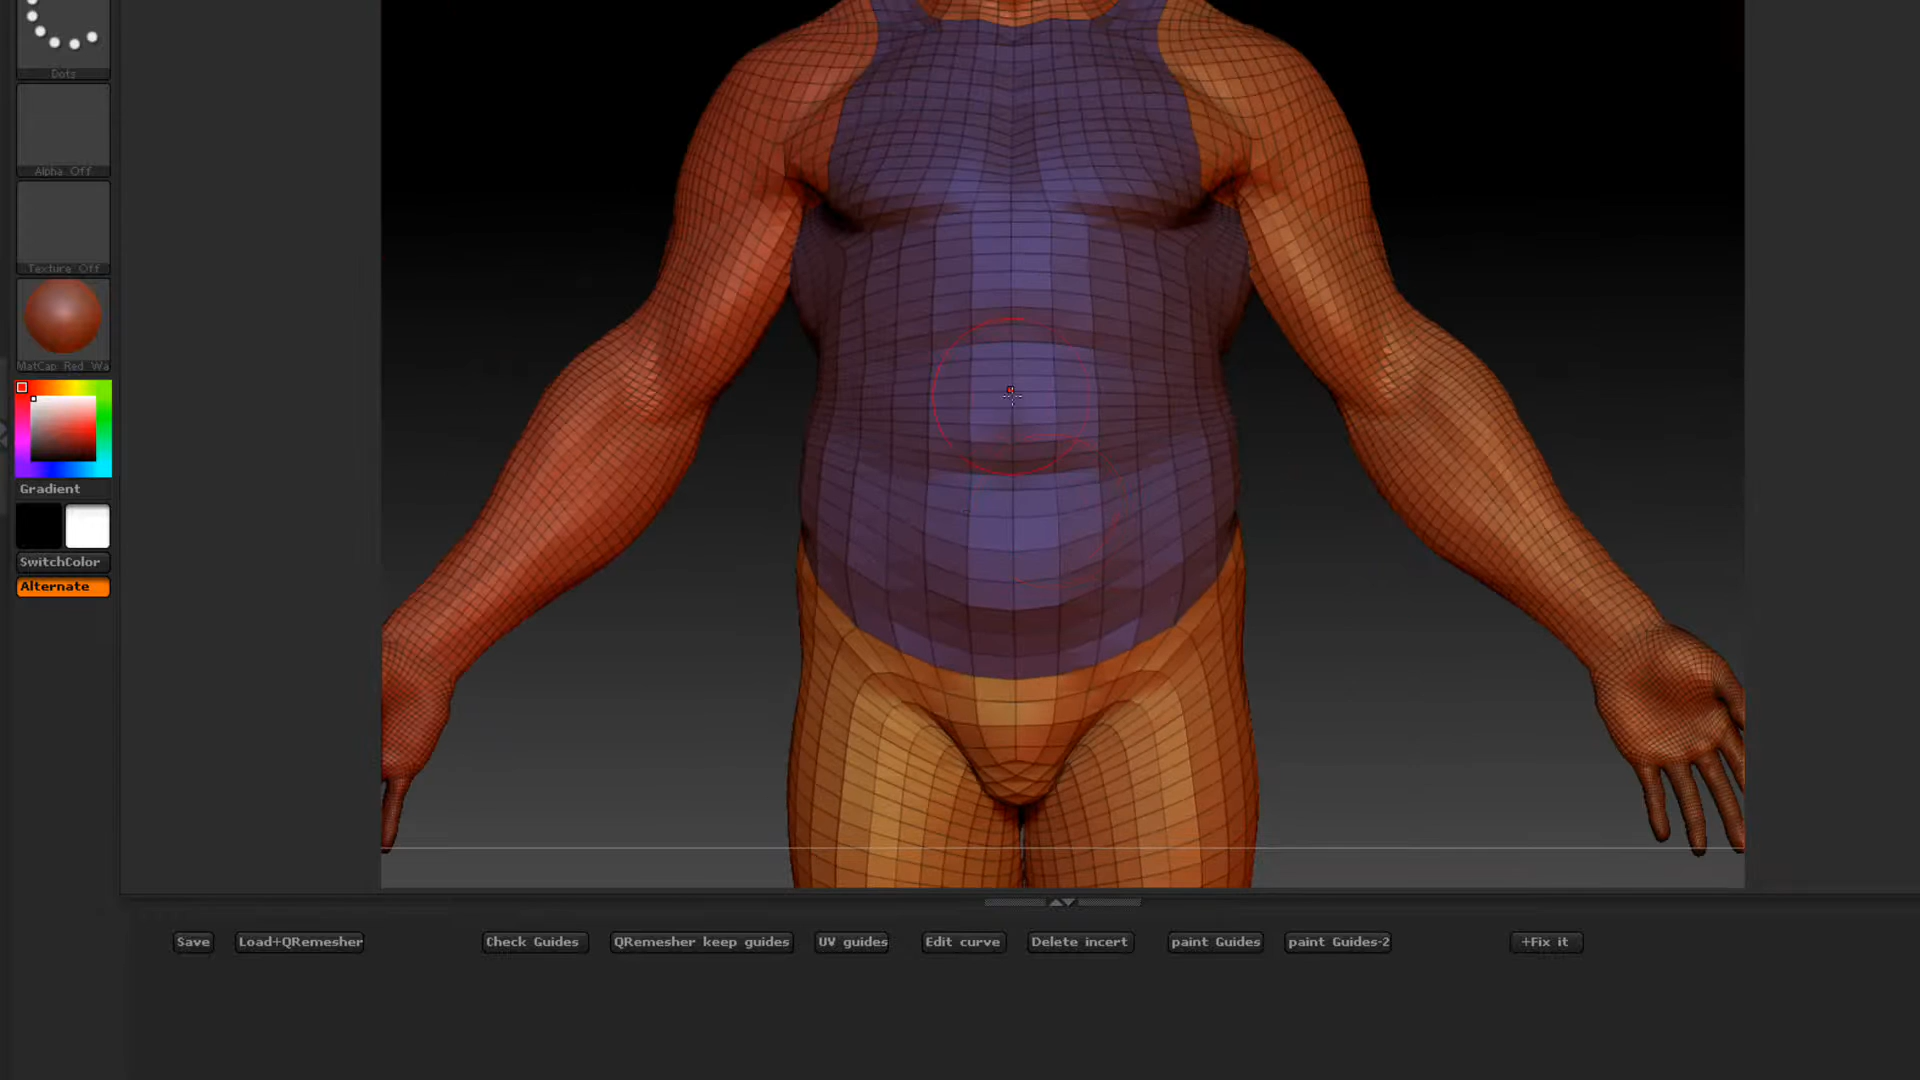 Dots
Alpha Off
Texture Off
MatCap Red Wa
Gradient
SwitchColor
Alternate
Save
Load+QRemesher
Check Guides
QRemesher keep guides
UV guides
Edit curve
Delete incert
paint Guides
paint Guides-2
+Fix it